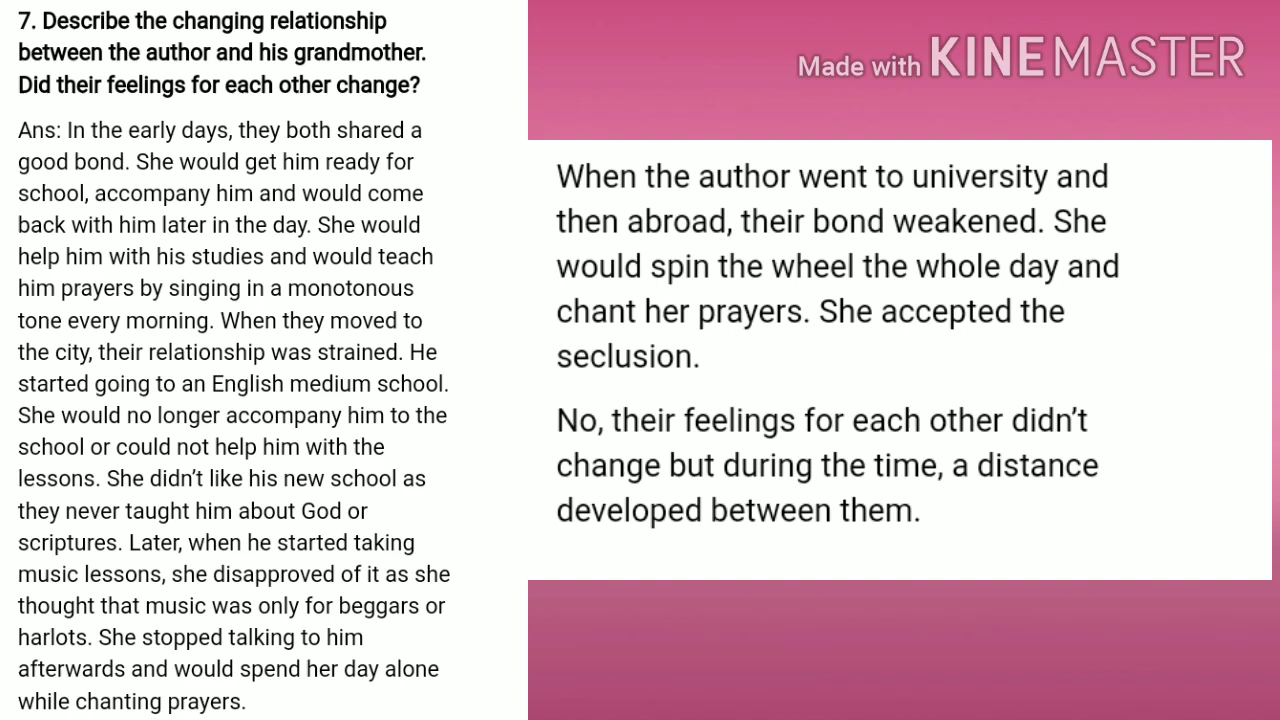 7. Describe the changing relationship
between the author and his grandmother.
Did their feelings for each other change?
Ans: In the early days, they both shared a
good bond. She would get him ready for
school, accompany him and would come
back with him later in the day. She would
help him with his studies and would teach
him prayers by singing in a monotonous
tone every morning. When they moved to
the city, their relationship was strained. He
started going to an English medium school.
She would no longer accompany him to the
school or could not help him with the
lessons. She didn't like his new school as
they never taught him about God or
scriptures. Later, when he started taking
music lessons, she disapproved of it as she
thought that music was only for beggars or
harlots. She stopped talking to him
afterwards and would spend her day alone
while chanting prayers.
Made with KINEMASTER
When the author went to university and
then abroad, their bond weakened. She
would spin the wheel the whole day and
chant her prayers. She accepted the
seclusion.
No, their feelings for each other didn't
change but during the time, a distance
developed between them.